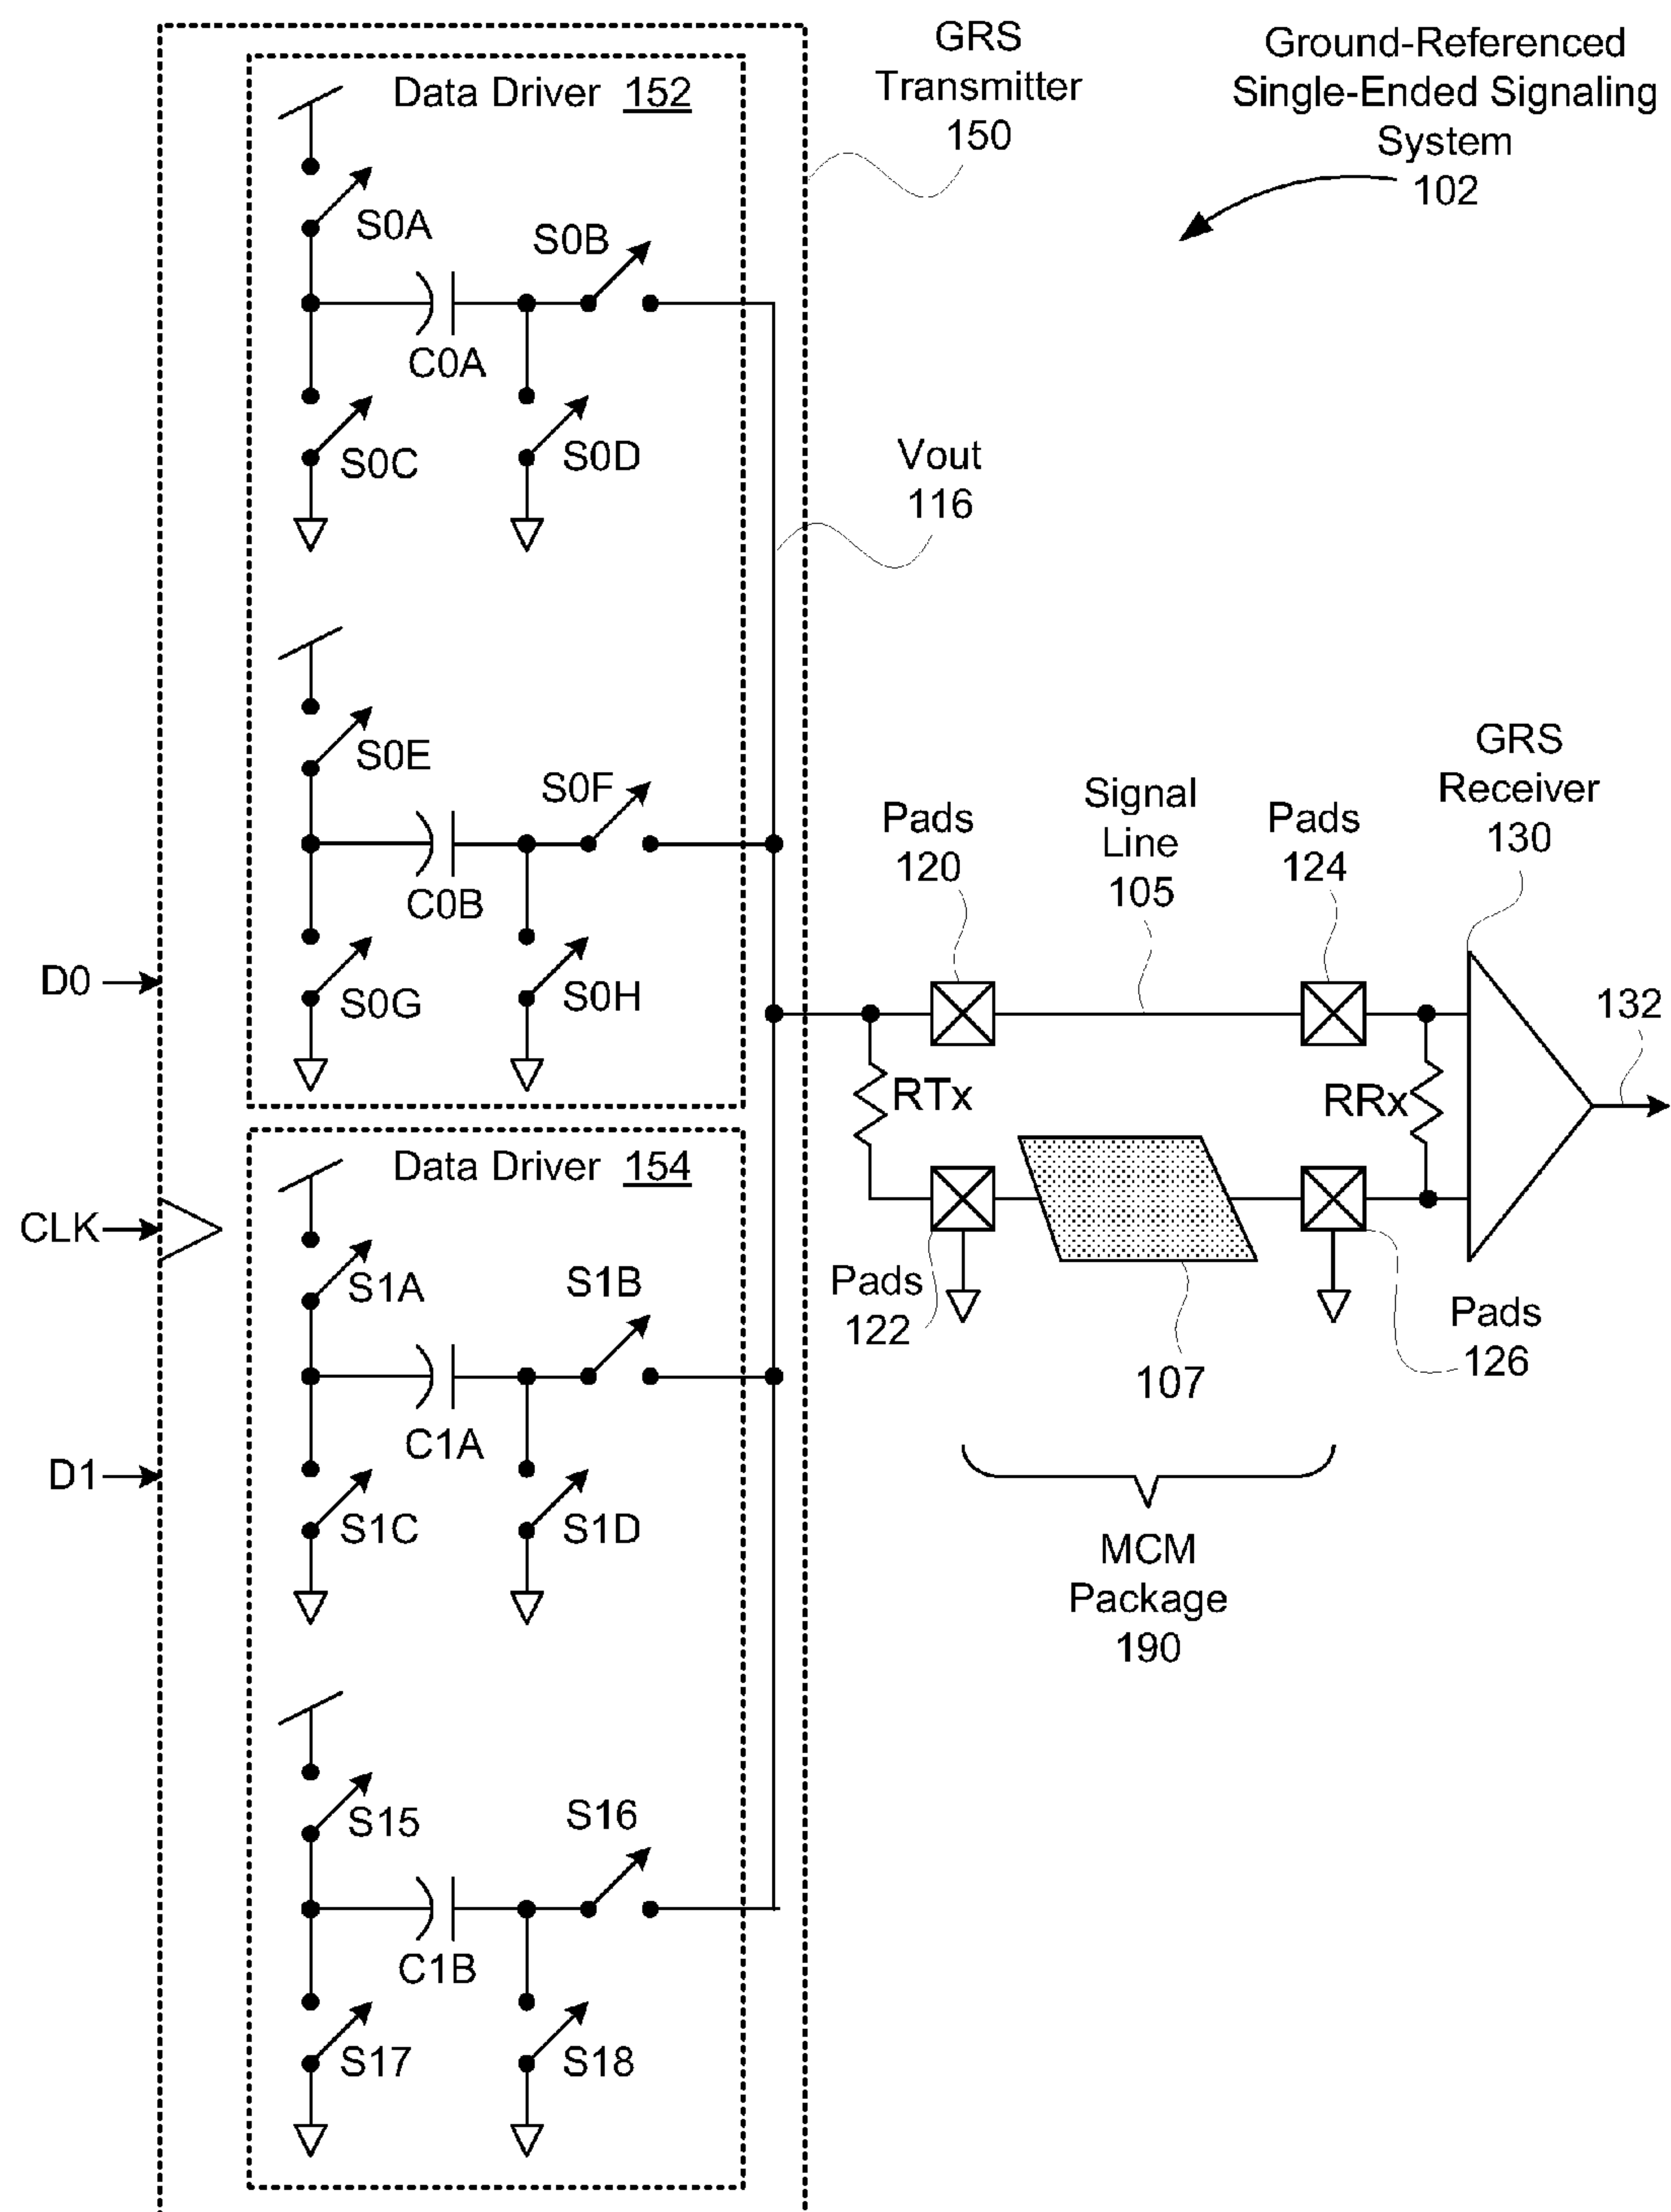 GRS
Transmitter
150
Ground-Referenced
Single-Ended Signaling
System
102
Data Driver 152
S0A
S0B
C0A
S0C
S0D
Vout
116
S0E
S0F
C0B
S0G
S0H
D0
CLK
D1
Pads
120
Signal
Line
105
Pads
124
GRS
Receiver
130
132
RTx
RRx
Pads
122
107
Pads
126
MCM
Package
190
Data Driver 154
S1A
S1B
C1A
S1C
S1D
S15
S16
C1B
S17
S18